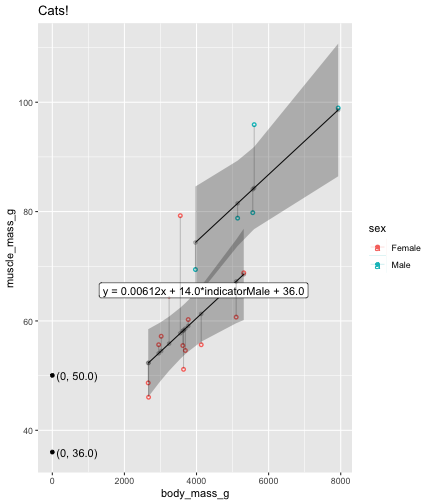 Cats!
muscle_mass_g
100
80
60
40
y = 0.00612x + 14.0*indicatorMale + 36.0
(0, 50.0)
(0, 36.0)
0
2000
4000
6000
8000
body_mass_g
sex
Female
Male